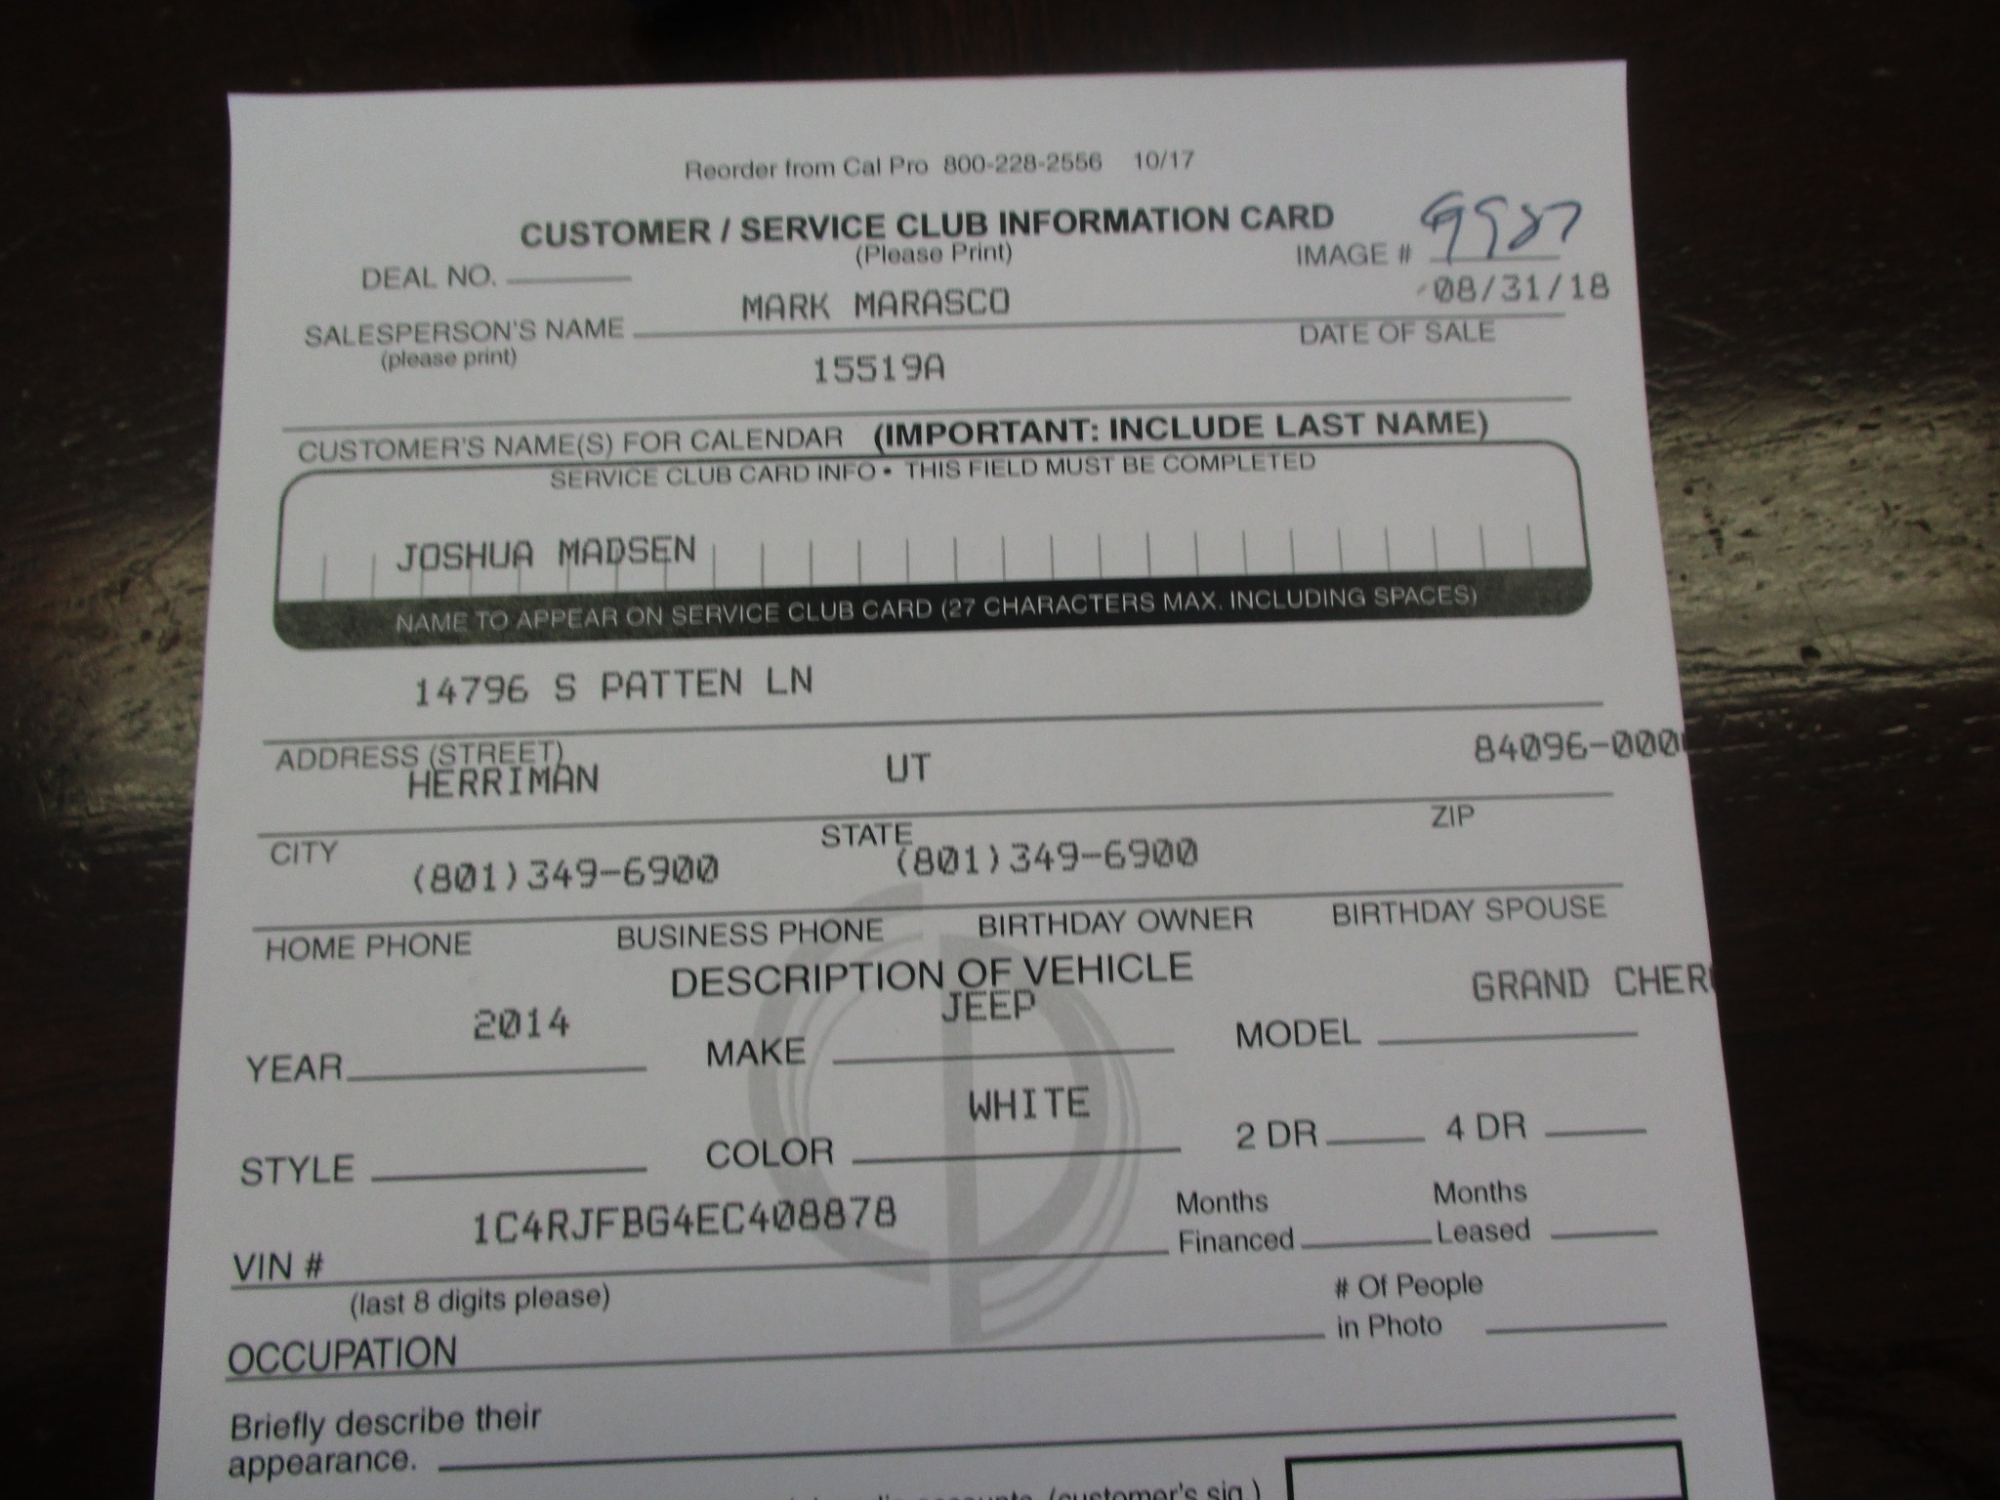 Reorder from Cal Pro 800-228-2556 10/17
CUSTOMER / SERVICE CLUB INFORMATION CARD
(Please Print)
DEAL NO.
IMAGE # 9987
08/31/18
MARK MARASCO
SALESPERSON'S NAME
DATE OF SALE
(please print)
15519A
CUSTOMER'S NAME(S) FOR CALENDAR (IMPORTANT: INCLUDE LAST NAME)
SERVICE CLUB CARD INFO • THIS FIELD MUST BE COMPLETED
JOSHUA MADSEN
NAME TO APPEAR ON SERVICE CLUB CARD (27 CHARACTERS MAX. INCLUDING SPACES)
14796 S PATTEN LN
ADDRESS (STREET)
HERRIMAN UT 84096-000
CITY STATE ZIP
(801)349-6900 (801)349-6900
HOME PHONE BUSINESS PHONE BIRTHDAY OWNER BIRTHDAY SPOUSE
DESCRIPTION OF VEHICLE
2014 JEEP GRAND CHER
YEAR MAKE MODEL
WHITE
STYLE COLOR 2 DR 4 DR
1C4RJFBG4EC408878
VIN # Months Financed Months Leased
(last 8 digits please)
# Of People
in Photo
OCCUPATION
Briefly describe their
appearance.
accounts (customer's sig.)